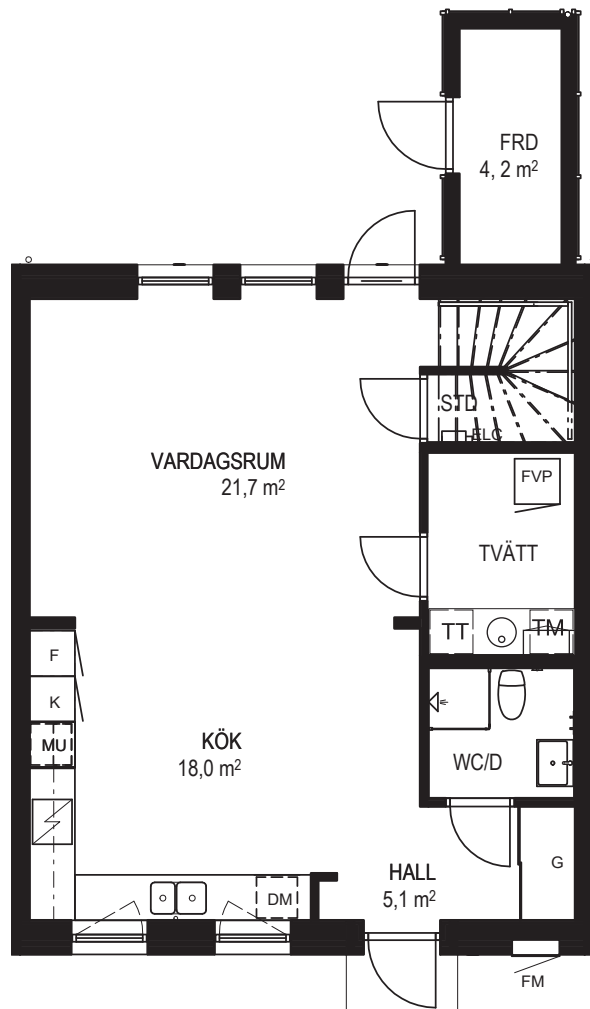 FRD
4, 2 m²
STD
ELC
VARDAGSRUM
21,7 m²
FVP
TVÄTT
TT
TM
F
K
MU
KÖK
18,0 m²
WC/D
HALL
5,1 m²
G
DM
FM